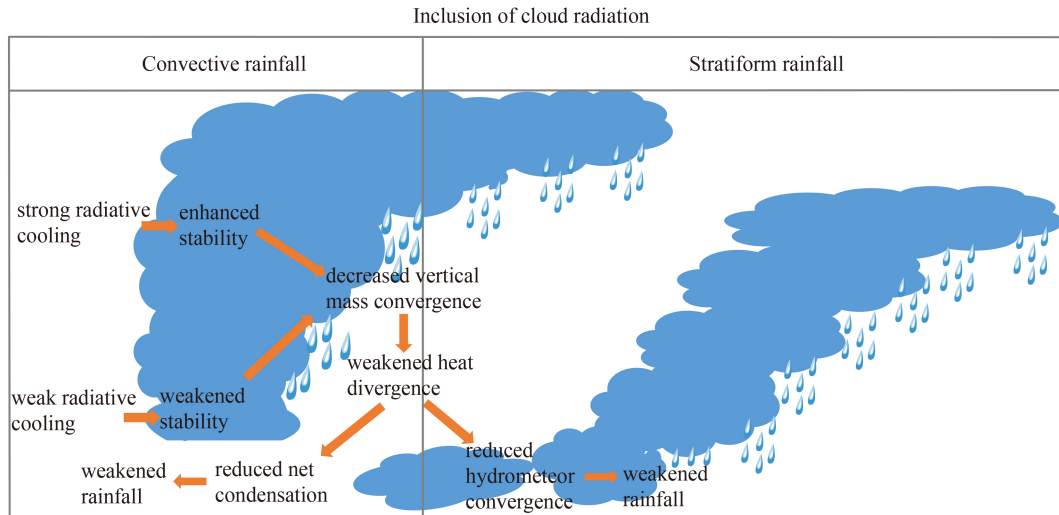 Inclusion of cloud radiation
Convective rainfall
Stratiform rainfall
strong radiative
cooling
enhanced
stability
decreased vertical
mass convergence
weakened heat
divergence
weak radiative
cooling
weakened
stability
reduced net
condensation
weakened
rainfall
reduced
hydrometeor
convergence
weakened
rainfall